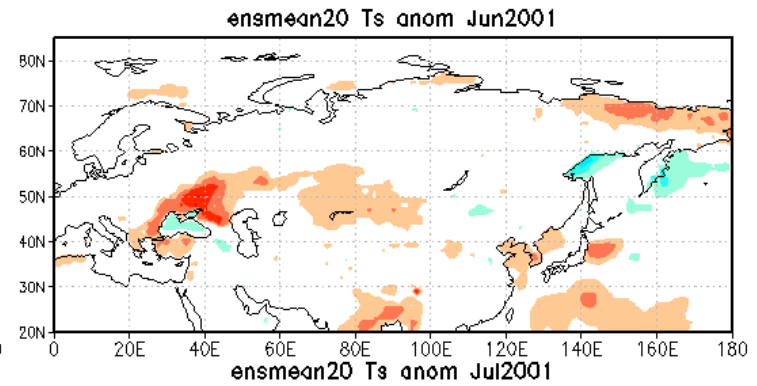 ensmean20 Ts anom Jun2001
80N
70N
60N
50N
40N
30N
20N
0 20E 40E 60E 80E 100E 120E 140E 160E 180
ensmean20 Ts anom Jul2001